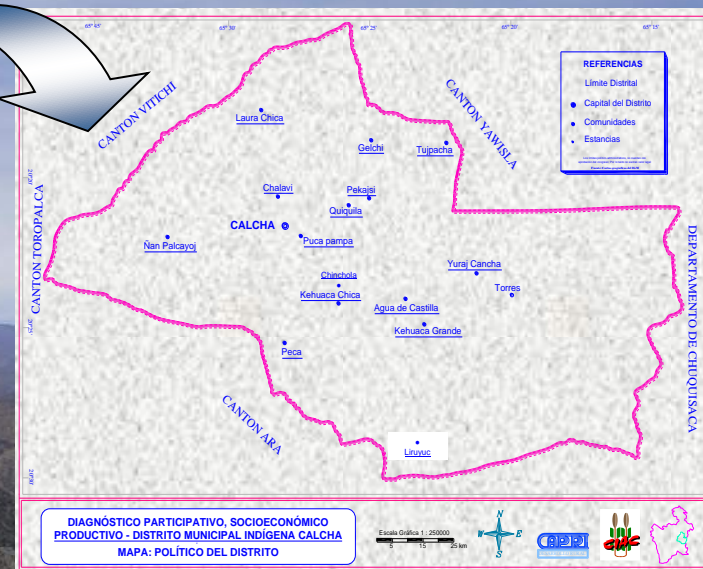 65° 45'
65° 30'
65° 25'
65° 20'
65° 15'
CANTON VITICHI
CANTON YAWISLA
REFERENCIAS
Límite Distrital
Capital del Distrito
Comunidades
Estancias
Laura Chica
Gelchi
Tujpacha
CANTON TOROPALCA
Chalavi
Pekajsi
Quiquila
CALCHA
Ñan Palcayoj
Puca pampa
DEPARTAMENTO DE CHUQUISACA
Yuraj Cancha
Chinchola
Kehuaca Chica
Torres
Agua de Castilla
Kehuaca Grande
Peca
CANTON ARA
Liruyuc
DIAGNÓSTICO PARTICIPATIVO, SOCIOECONÓMICO
PRODUCTIVO - DISTRITO MUNICIPAL INDÍGENA CALCHA
MAPA: POLÍTICO DEL DISTRITO
Escala Gráfica 1 : 250000
5 15 25 km
N
W E
S